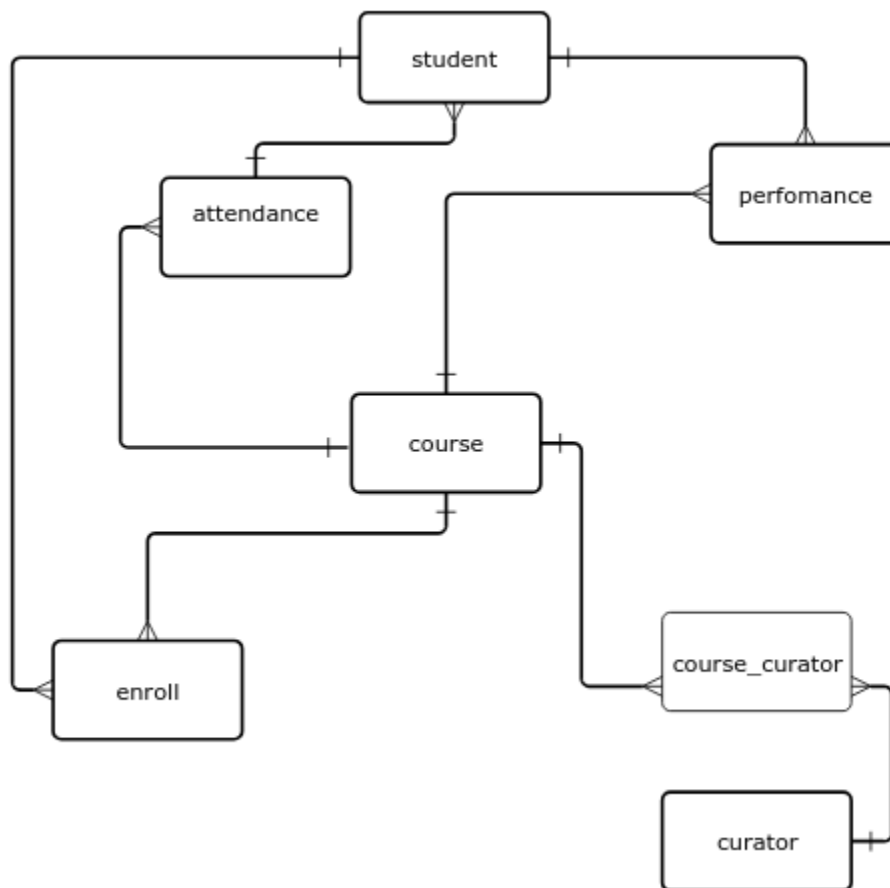 student
attendance
perfomance
course
course_curator
enroll
curator